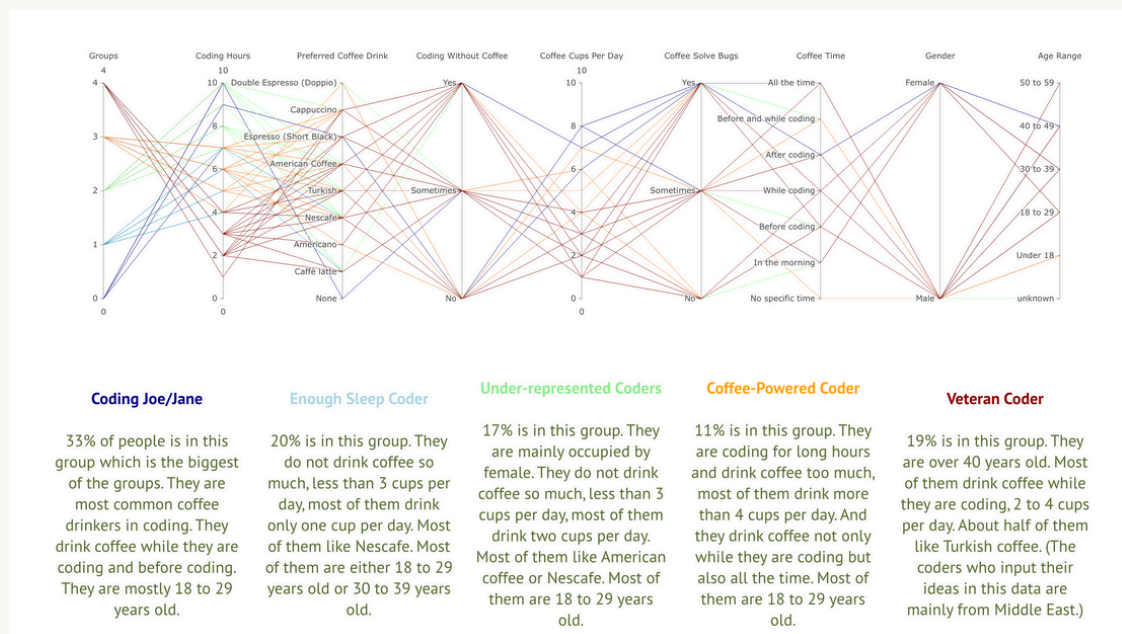 Groups
Coding Hours
Preferred Coffee Drink
Coding Without Coffee
Coffee Cups Per Day
Coffee Solve Bugs
Coffee Time
Gender
Age Range
4
4
3
2
1
0
0
10
10
8
6
4
2
0
0
Double Espresso (Doppio)
Cappuccino
Espresso (Short Black)
American Coffee
Turkish
Nescafe
Americano
Caffè latte
None
Yes
Sometimes
No
10
10
8
6
4
2
0
0
Yes
Sometimes
No
All the time
Before and while coding
After coding
While coding
Before coding
In the morning
No specific time
Female
Male
50 to 59
40 to 49
30 to 39
18 to 29
Under 18
unknown
Coding Joe/Jane
33% of people is in this
group which is the biggest
of the groups. They are
most common coffee
drinkers in coding. They
drink coffee while they are
coding and before coding.
They are mostly 18 to 29
years old.
Enough Sleep Coder
20% is in this group. They
do not drink coffee so
much, less than 3 cups per
day, most of them drink
only one cup per day. Most
of them like Nescafe. Most
of them are either 18 to 29
years old or 30 to 39 years
old.
Under-represented Coders
17% is in this group. They
are mainly occupied by
female. They do not drink
coffee so much, less than 3
cups per day, most of them
drink two cups per day.
Most of them like American
coffee or Nescafe. Most of
them are 18 to 29 years
old.
Coffee-Powered Coder
11% is in this group. They
are coding for long hours
and drink coffee too much,
most of them drink more
than 4 cups per day. And
they drink coffee not only
while they are coding but
also all the time. Most of
them are 18 to 29 years
old.
Veteran Coder
19% is in this group. They
are over 40 years old. Most
of them drink coffee while
they are coding, 2 to 4 cups
per day. About half of them
like Turkish coffee. (The
coders who input their
ideas in this data are
mainly from Middle East.)